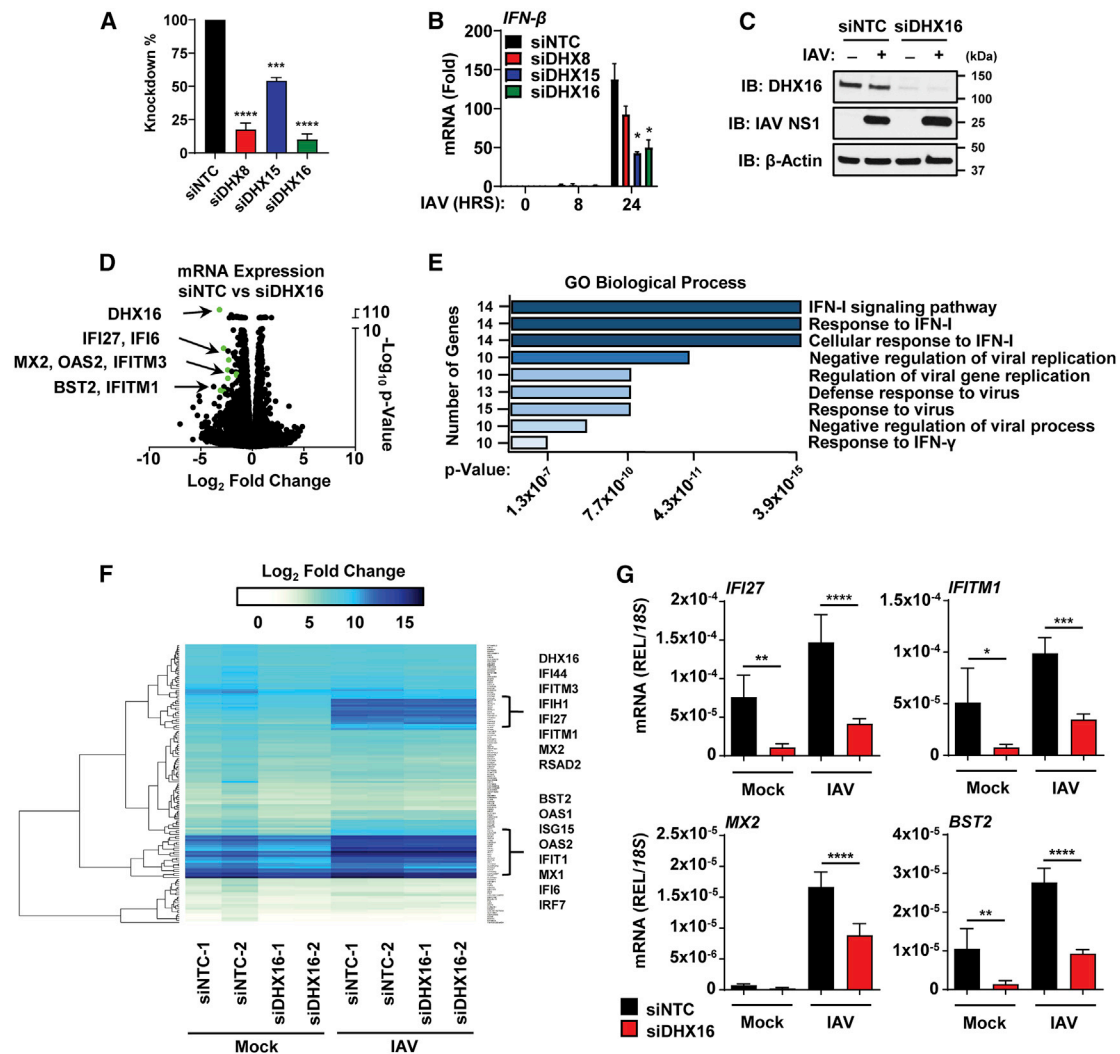 A
Knockdown %
100
75
50
25
0
****
***
****
siNTC
siDHX8
siDHX15
siDHX16
B
IFN-β
siNTC
siDHX8
siDHX15
siDHX16
mRNA (Fold)
200
150
100
50
0
* *
IAV (HRS): 0 8 24
C
siNTC siDHX16
IAV: – + – + (kDa)
IB: DHX16
150
100
IB: IAV NS1
25
IB: β-Actin
50
37
D
mRNA Expression
siNTC vs siDHX16
DHX16
IFI27, IFI6
MX2, OAS2, IFITM3
BST2, IFITM1
110
10
-Log10 p-Value
0
-10 -5 0 5 10
Log2 Fold Change
E
GO Biological Process
Number of Genes
14 IFN-I signaling pathway
14 Response to IFN-I
14 Cellular response to IFN-I
10 Negative regulation of viral replication
10 Regulation of viral gene replication
13 Defense response to virus
15 Response to virus
10 Negative regulation of viral process
10 Response to IFN-γ
p-Value:
1.3x10-7
7.7x10-10
4.3x10-11
3.9x10-15
F
Log2 Fold Change
0 5 10 15
DHX16
IFI44
IFITM3
IFIH1
IFI27
IFITM1
MX2
RSAD2
BST2
OAS1
ISG15
OAS2
IFIT1
MX1
IFI6
IRF7
siNTC-1
siNTC-2
siDHX16-1
siDHX16-2
siNTC-1
siNTC-2
siDHX16-1
siDHX16-2
Mock IAV
G
IFI27
mRNA (REL/18S)
2x10-4
1.5x10-4
1x10-4
5x10-5
0
**
****
Mock IAV
IFITM1
1.5x10-4
1x10-4
5x10-5
0
*
***
Mock IAV
MX2
mRNA (REL/18S)
2.5x10-5
2x10-5
1.5x10-5
1x10-5
5x10-6
0
****
Mock IAV
BST2
4x10-5
3x10-5
2x10-5
1x10-5
0
**
****
Mock IAV
siNTC
siDHX16